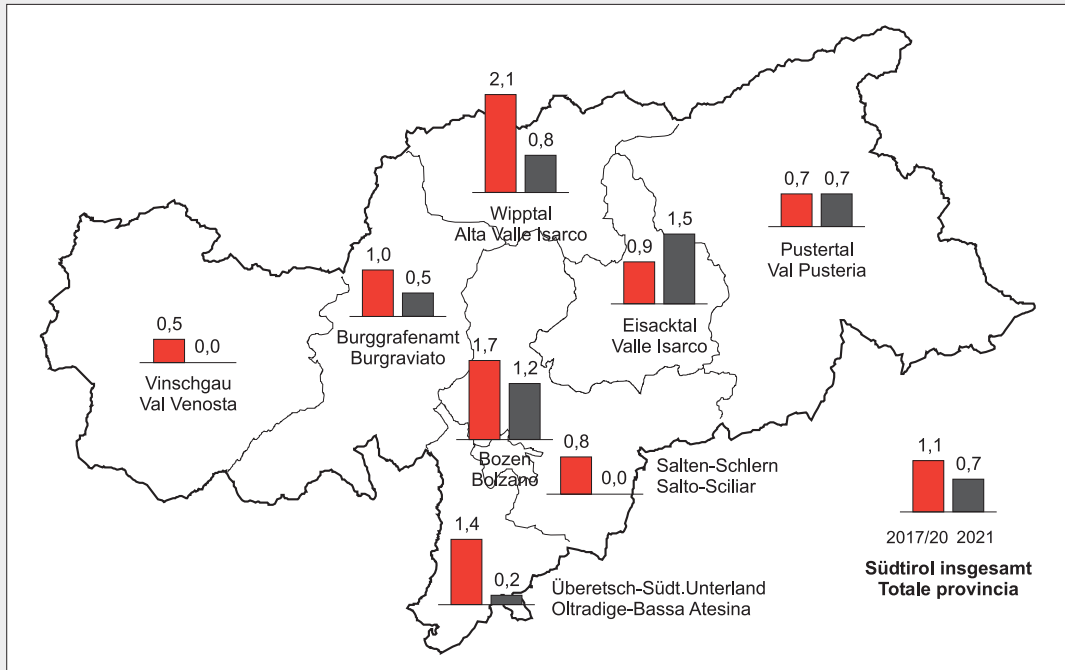 2,1
0,8
Wipptal
Alta Valle Isarco
0,7 0,7
Pustertal
Val Pusteria
0,9
1,5
Eisacktal
Valle Isarco
1,0
0,5
Burggrafenamt
Burgraviato
0,5
0,0
Vinschgau
Val Venosta
1,7
1,2
Bozen
Bolzano
0,8
0,0
Salten-Schlern
Salto-Sciliar
1,4
0,2
Überetsch-Südt.Unterland
Oltradige-Bassa Atesina
1,1
0,7
2017/20 2021
Südtirol insgesamt
Totale provincia